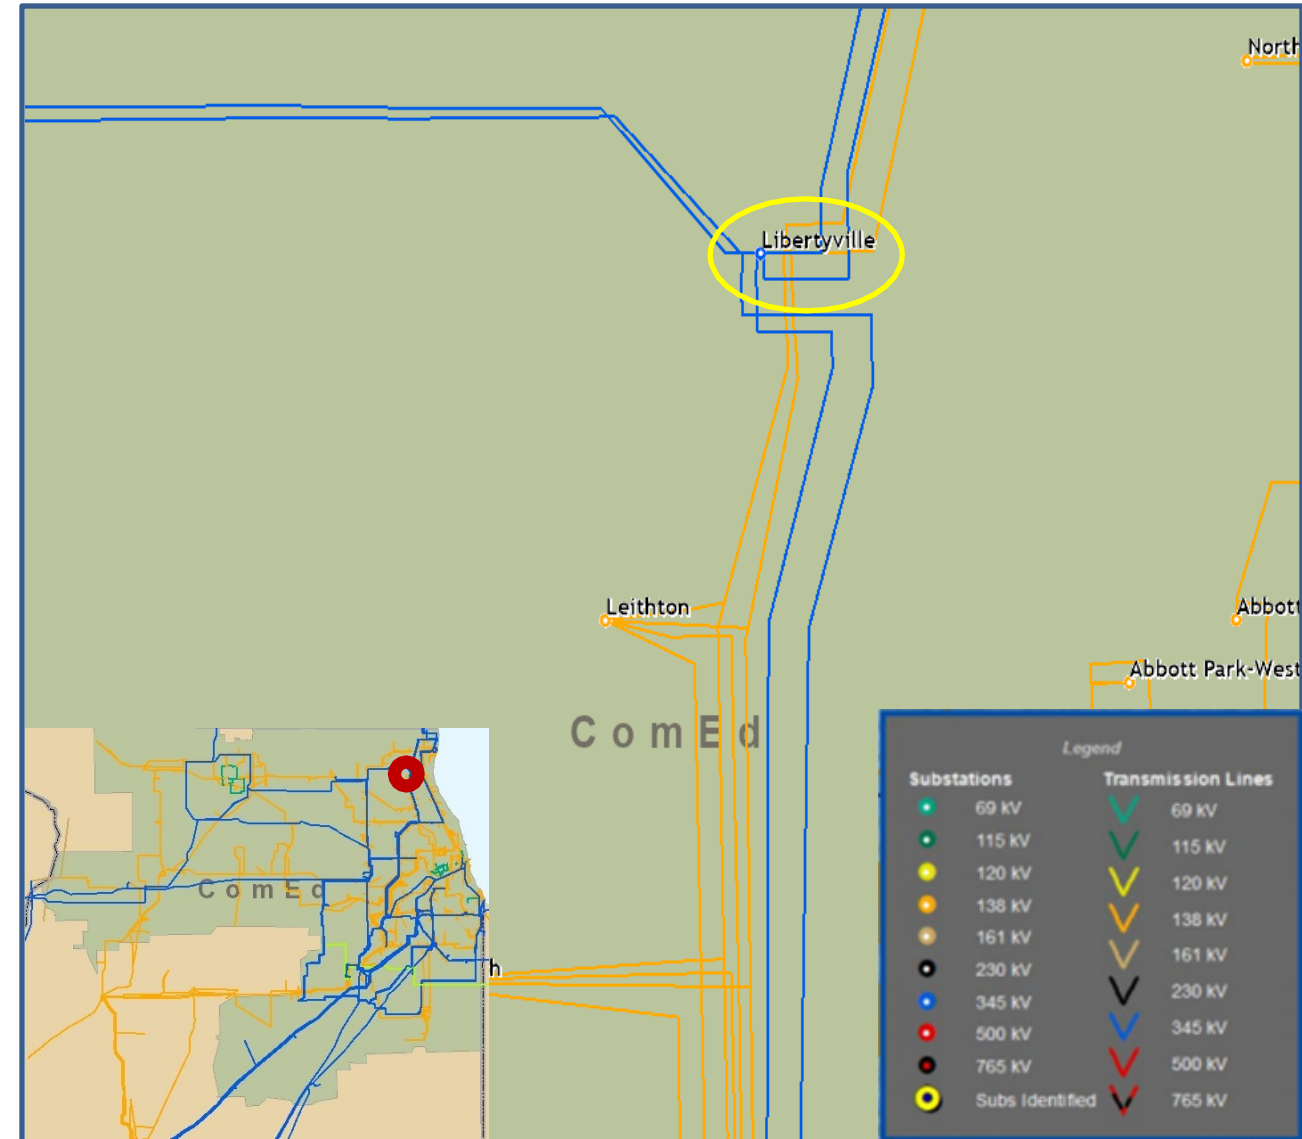 North
Libertyville
Leithton
Abbott
Abbott Park-West
ComEd
h
ComEd
Legend
Substations Transmission Lines
69 kV 69 kV
115 kV 115 kV
120 kV 120 kV
138 kV 138 kV
161 kV 161 kV
230 kV 230 kV
345 kV 345 kV
500 kV 500 kV
765 kV 765 kV
Subs Identified